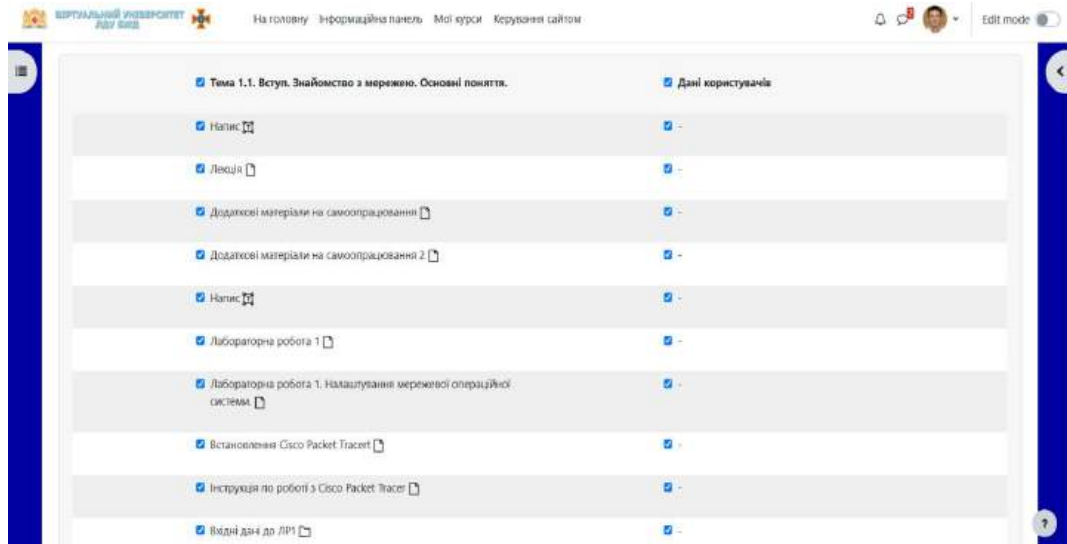 ВІРТУАЛЬНИЙ УНІВЕРСИТЕТ
ЛДУ БЖД
На головну Інформаційна панель Мої курси Керування сайтом
Edit mode
Тема 1.1. Вступ. Знайомство з мережею. Основні поняття. Дані користувачів
Напис -
Лекція -
Додаткові матеріали на самоопрацювання -
Додаткові матеріали на самоопрацювання 2 -
Напис -
Лабораторна робота 1 -
Лабораторна робота 1. Налаштування мережевої операційної -
системи.
Встановлення Cisco Packet Tracert -
Інструкція по роботі з Cisco Packet Tracer -
Вхідні дані до ЛР1 -
?